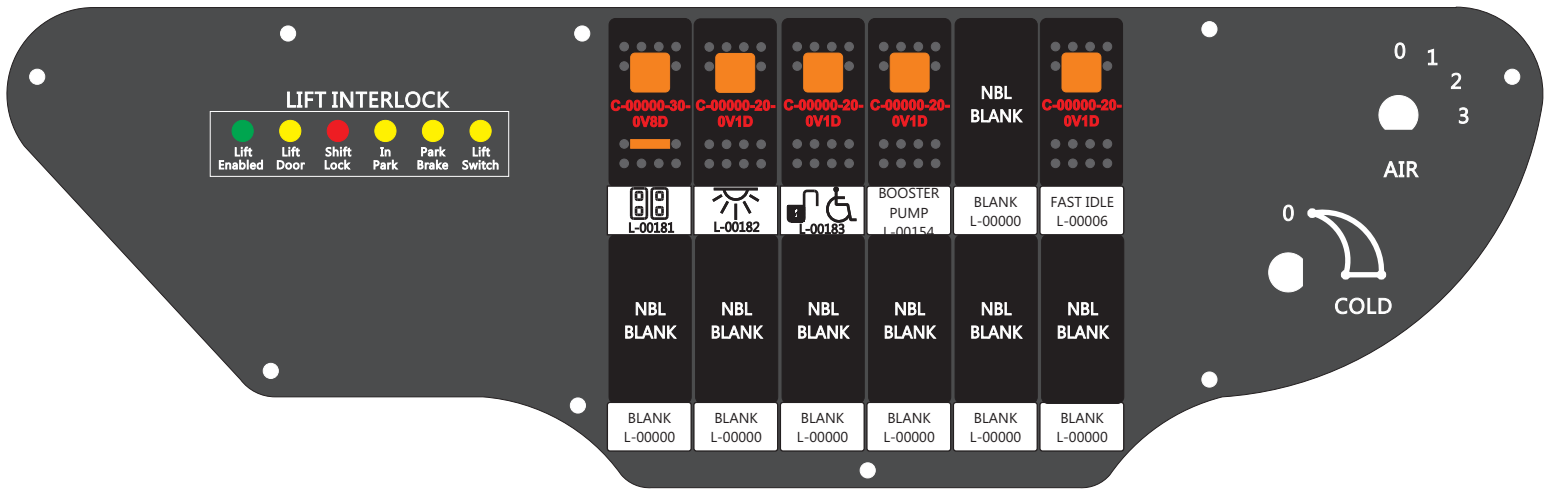 LIFT INTERLOCK
Lift
Enabled
Lift
Door
Shift
Lock
In
Park
Park
Brake
Lift
Switch
C-00000-30-
0V8D
C-00000-20-
0V1D
C-00000-20-
0V1D
C-00000-20-
0V1D
NBL
BLANK
C-00000-20-
0V1D
L-00181
L-00182
L-00183
BOOSTER
PUMP
L-00154
BLANK
L-00000
FAST IDLE
L-00006
NBL
BLANK
NBL
BLANK
NBL
BLANK
NBL
BLANK
NBL
BLANK
NBL
BLANK
BLANK
L-00000
BLANK
L-00000
BLANK
L-00000
BLANK
L-00000
BLANK
L-00000
BLANK
L-00000
0
1
2
3
AIR
0
COLD